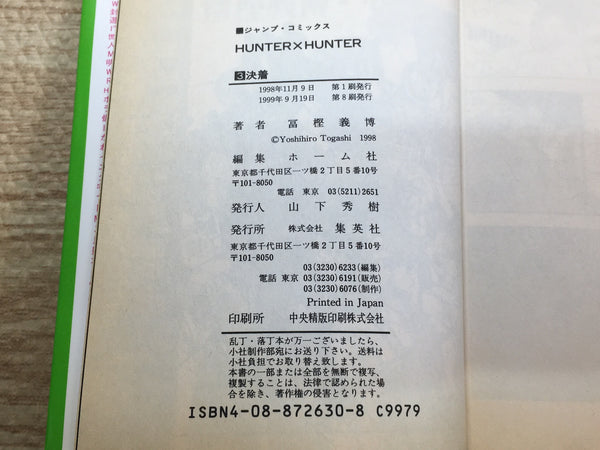 ■ジャンプ・コミックス
HUNTER×HUNTER
3決着
1998年11月9日 第1刷発行
1999年9月19日 第8刷発行
著者 冨樫義博
©Yoshihiro Togashi 1998
編集 ホーム社
東京都千代田区一ツ橋2丁目5番10号
〒101-8050
電話 東京 03(5211)2651
発行人 山下秀樹
発行所 株式会社 集英社
東京都千代田区一ツ橋2丁目5番10号
〒101-8050
03(3230)6233(編集)
電話 東京 03(3230)6191(販売)
03(3230)6076(制作)
Printed in Japan
印刷所 中央精版印刷株式会社
乱丁・落丁本が万一ございましたら、
小社制作部宛にお送り下さい。送料は
小社負担でお取り替え致します。
本書の一部または全部を無断で複写、
複製することは、法律で認められた場
合を除き、著作権の侵害となります。
ISBN4-08-872630-8 C9979